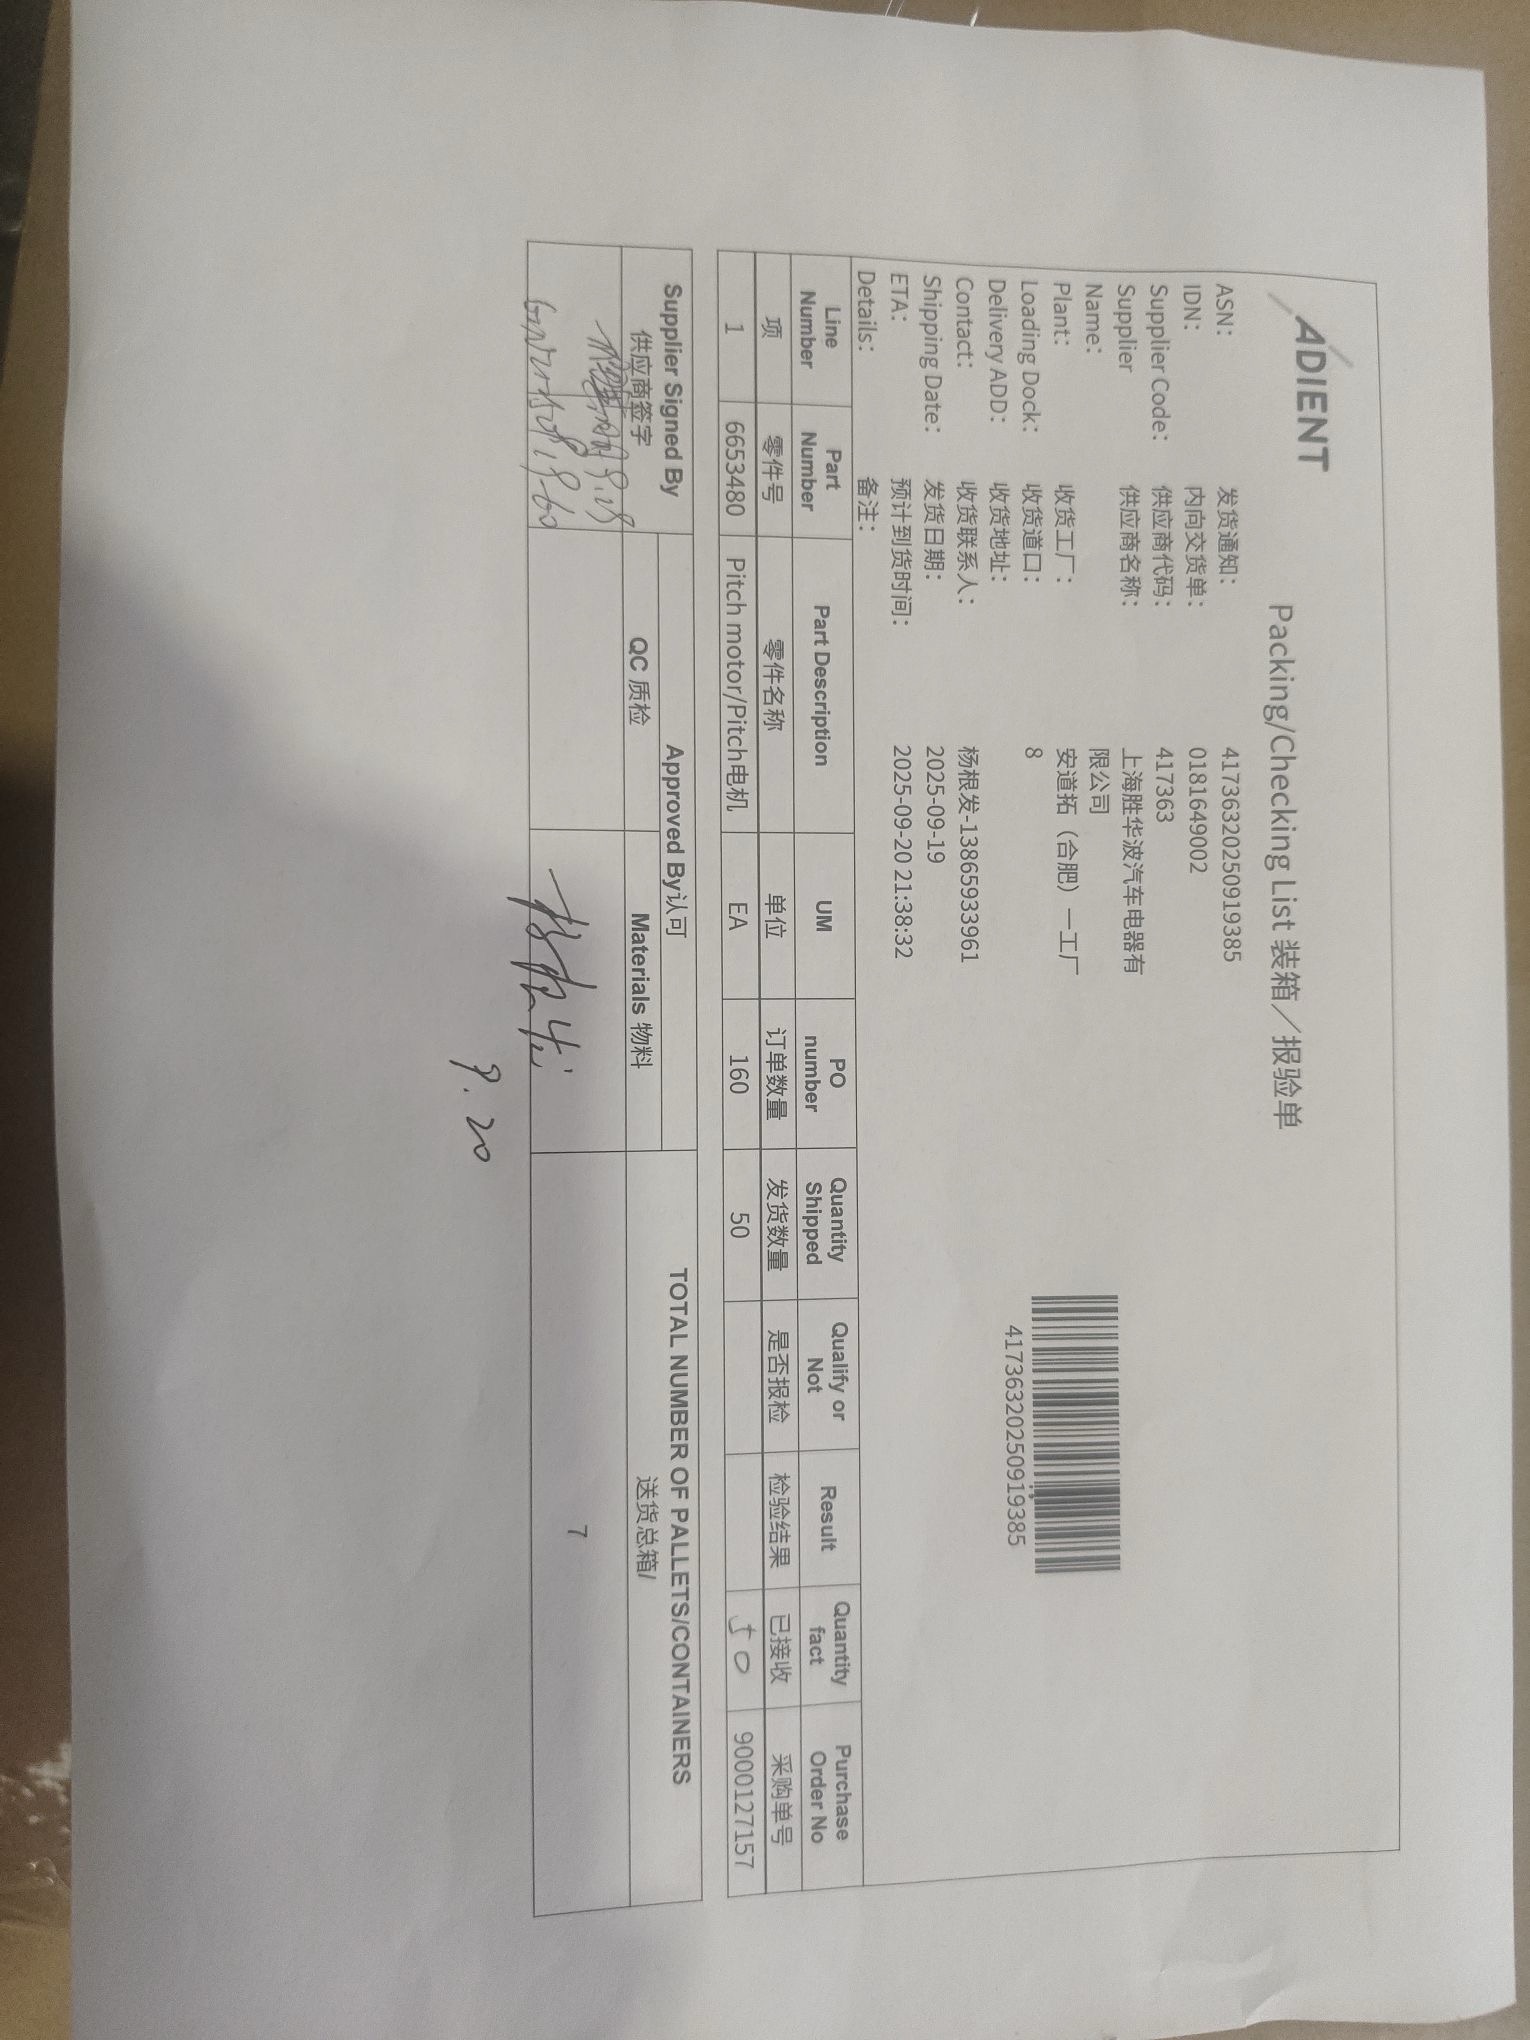 ADIENT
Packing/Checking List 装箱／报验单
ASN： 发货通知： 41736320250919385
IDN： 内向交货单： 0181649002
Supplier Code： 供应商代码： 417363
Supplier 供应商名称： 上海胜华波汽车电器有
Name： 限公司
Plant： 收货工厂： 安道拓（合肥）一工厂
Loading Dock： 收货道口： 8
Delivery ADD： 收货地址：
Contact： 收货联系人： 杨根发-13865933961
Shipping Date： 发货日期： 2025-09-19
ETA： 预计到货时间： 2025-09-20 21:38:32
Details： 备注：
41736320250919385
Line Part Part Description UM PO Quantity Qualify or Result Quantity Purchase
Number Number number Shipped Not fact Order No
项 零件号 零件名称 单位 订单数量 发货数量 是否报检 检验结果 已接收 采购单号
1 6653480 Pitch motor/Pitch电机 EA 160 50 50 9000127157
Supplier Signed By Approved By认可 TOTAL NUMBER OF PALLETS/CONTAINERS
供应商签字 QC 质检 Materials 物料 送货总箱/
7
9.20